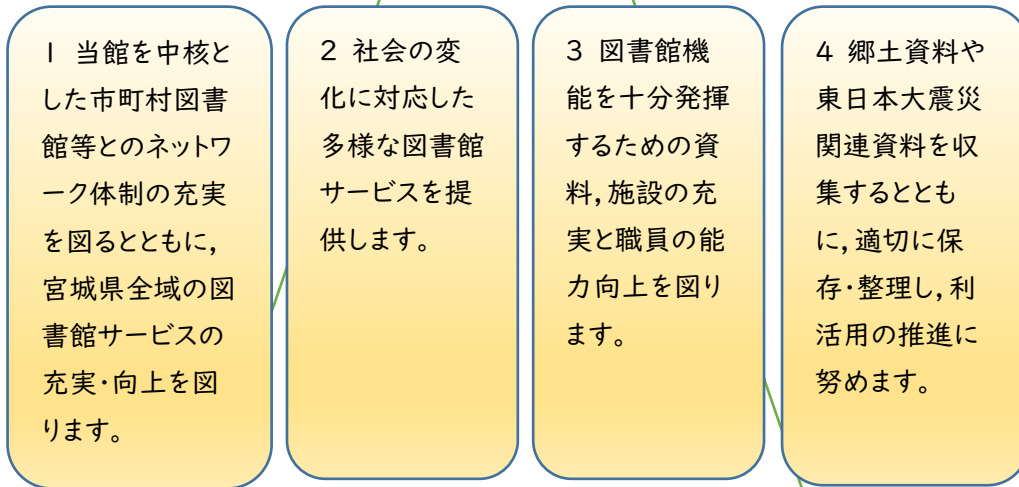 1 当館を中核と
した市町村図書
館等とのネットワ
ーク体制の充実
を図るとともに,
宮城県全域の図
書館サービスの
充実・向上を図
ります。
2 社会の変
化に対応した
多様な図書館
サービスを提
供します。
3 図書館機
能を十分発揮
するための資
料,施設の充
実と職員の能
力向上を図り
ます。
4 郷土資料や
東日本大震災
関連資料を収
集するととも
に,適切に保
存・整理し,利
活用の推進に
努めます。